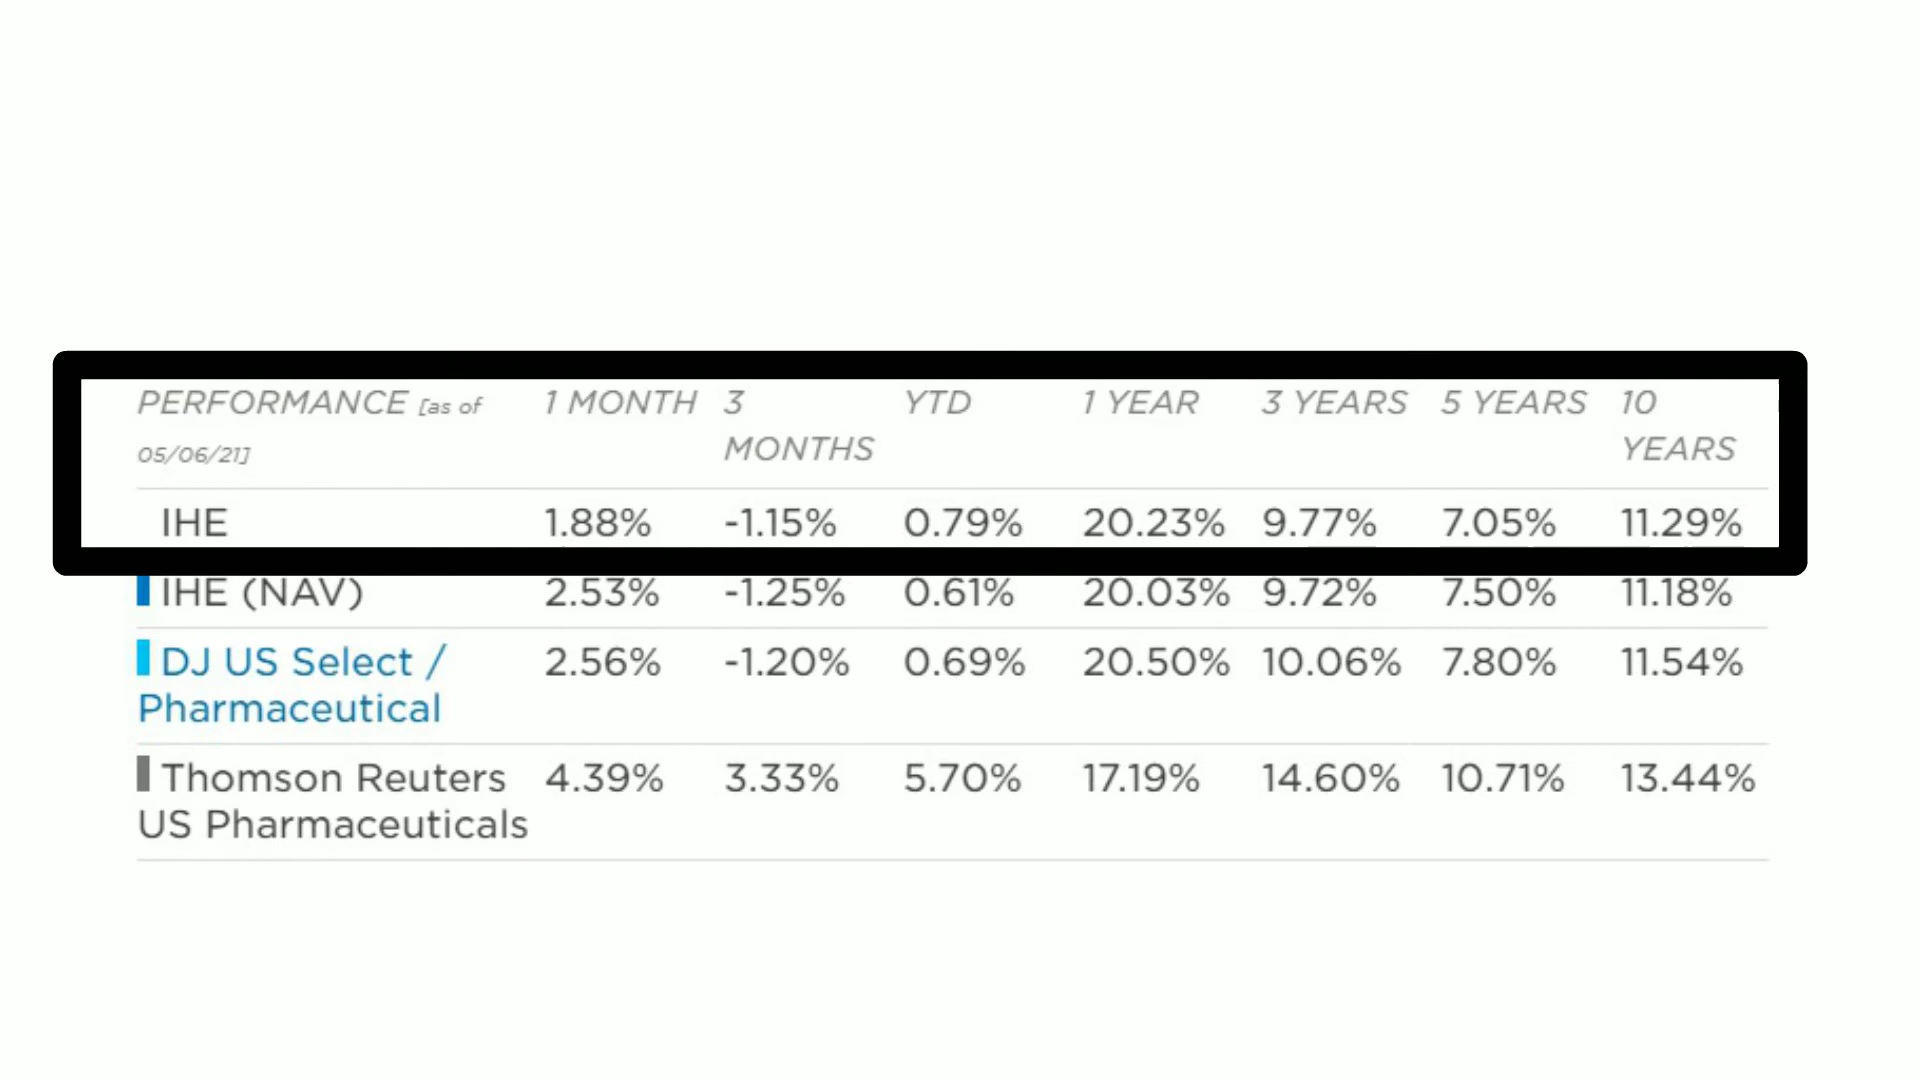 PERFORMANCE [as of 1 MONTH 3 YTD 1 YEAR 3 YEARS 5 YEARS 10
05/06/21] MONTHS YEARS
IHE 1.88% -1.15% 0.79% 20.23% 9.77% 7.05% 11.29%
IHE (NAV) 2.53% -1.25% 0.61% 20.03% 9.72% 7.50% 11.18%
DJ US Select / 2.56% -1.20% 0.69% 20.50% 10.06% 7.80% 11.54%
Pharmaceutical
Thomson Reuters 4.39% 3.33% 5.70% 17.19% 14.60% 10.71% 13.44%
US Pharmaceuticals